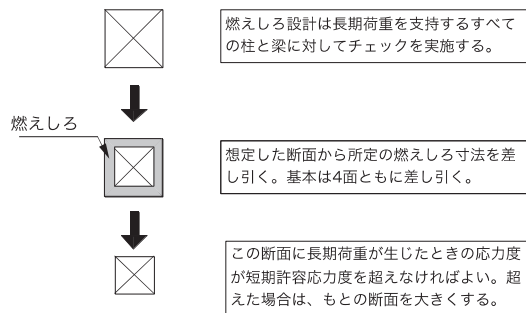 燃えしろ設計は長期荷重を支持するすべて
の柱と梁に対してチェックを実施する。
燃えしろ
想定した断面から所定の燃えしろ寸法を差
し引く。基本は4面ともに差し引く。
この断面に長期荷重が生じたときの応力度
が短期許容応力度を超えなければよい。超
えた場合は、もとの断面を大きくする。